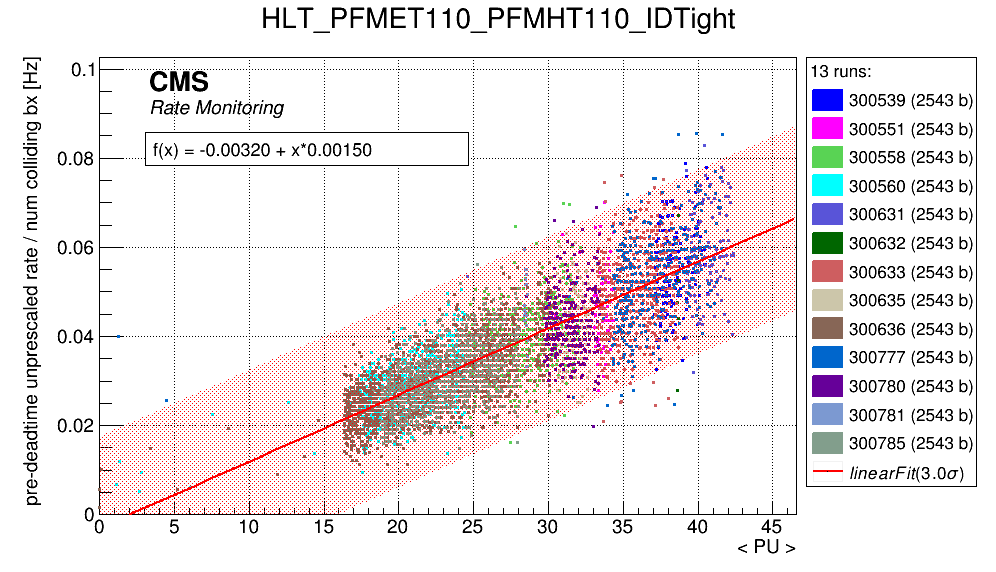 HLT_PFMET110_PFMHT110_IDTight
pre-deadtime unprescaled rate / num colliding bx [Hz]
0.1
0.08
0.06
0.04
0.02
0
CMS
Rate Monitoring
f(x) = -0.00320 + x*0.00150
0 5 10 15 20 25 30 35 40 45
< PU >
13 runs:
300539 (2543 b)
300551 (2543 b)
300558 (2543 b)
300560 (2543 b)
300631 (2543 b)
300632 (2543 b)
300633 (2543 b)
300635 (2543 b)
300636 (2543 b)
300777 (2543 b)
300780 (2543 b)
300781 (2543 b)
300785 (2543 b)
linearFit(3.0σ)